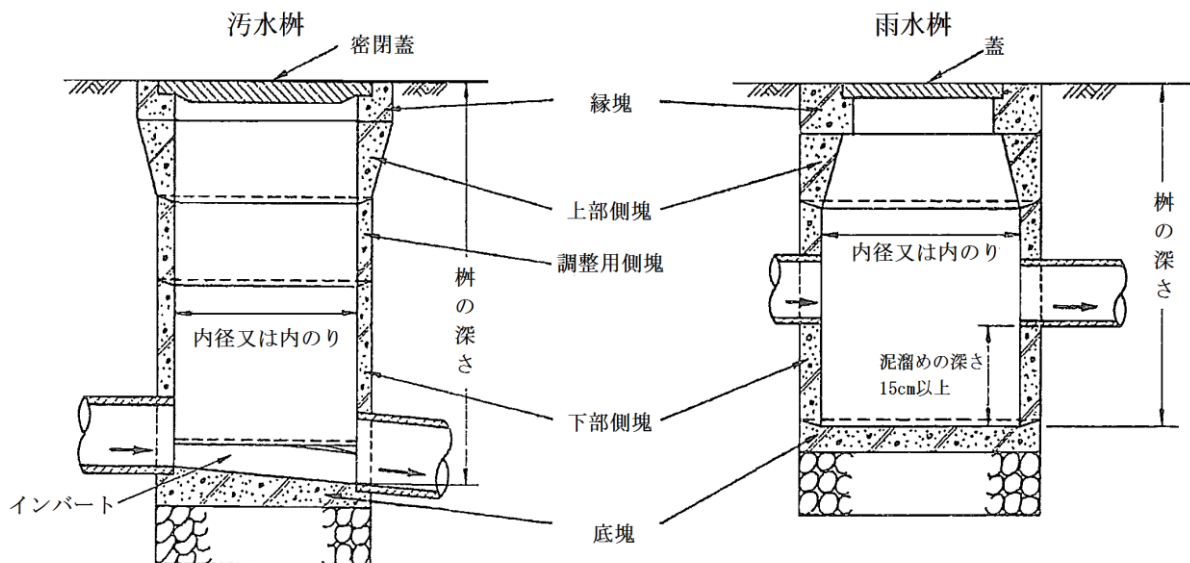 汚水桝
密閉蓋
雨水桝
蓋
縁塊
上部側塊
調整用側塊
内径又は内のり
桝の深さ
下部側塊
インバート
底塊
内径又は内のり
桝の深さ
泥溜めの深さ
15cm以上